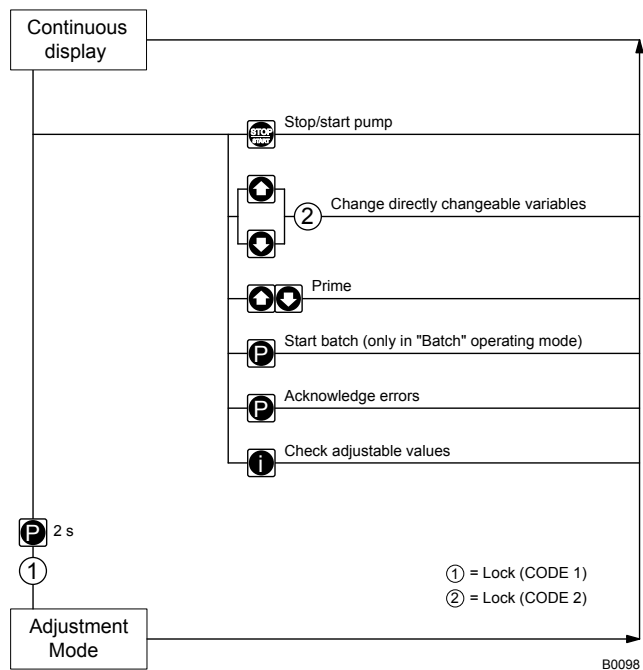 Continuous
display
STOP
START
Stop/start pump
2
Change directly changeable variables
Prime
P
Start batch (only in "Batch" operating mode)
P
Acknowledge errors
i
Check adjustable values
P 2 s
1
1 = Lock (CODE 1)
2 = Lock (CODE 2)
Adjustment
Mode
B0098